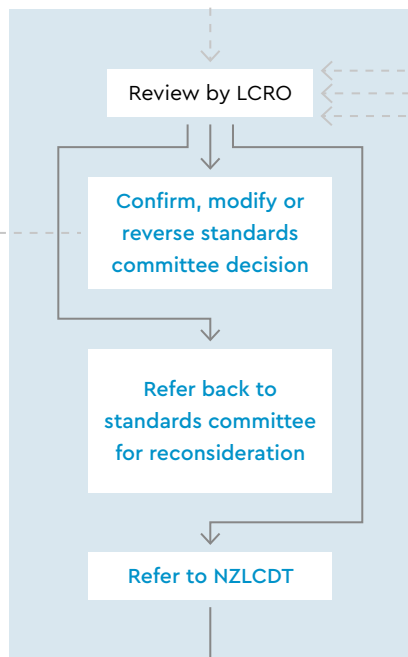 Review by LCRO
Confirm, modify or
reverse standards
committee decision
Refer back to
standards committee
for reconsideration
Refer to NZLCDT